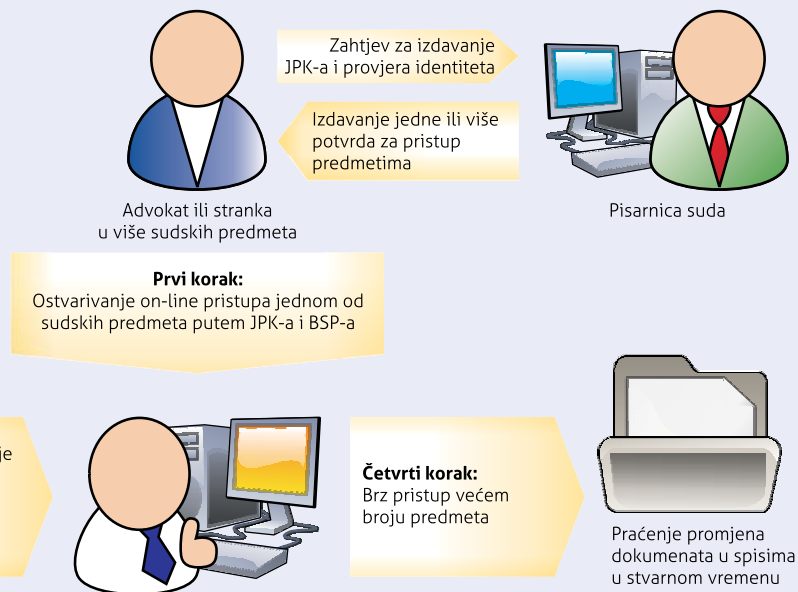 Zahtjev za izdavanje
JPK-a i provjera identiteta
Izdavanje jedne ili više
potvrda za pristup
predmetima
Advokat ili stranka
u više sudskih predmeta
Pisarnica suda
Prvi korak:
Ostvarivanje on-line pristupa jednom od
sudskih predmeta putem JPK-a i BSP-a
je
Četvrti korak:
Brz pristup većem
broju predmeta
Praćenje promjena
dokumenata u spisima
u stvarnom vremenu